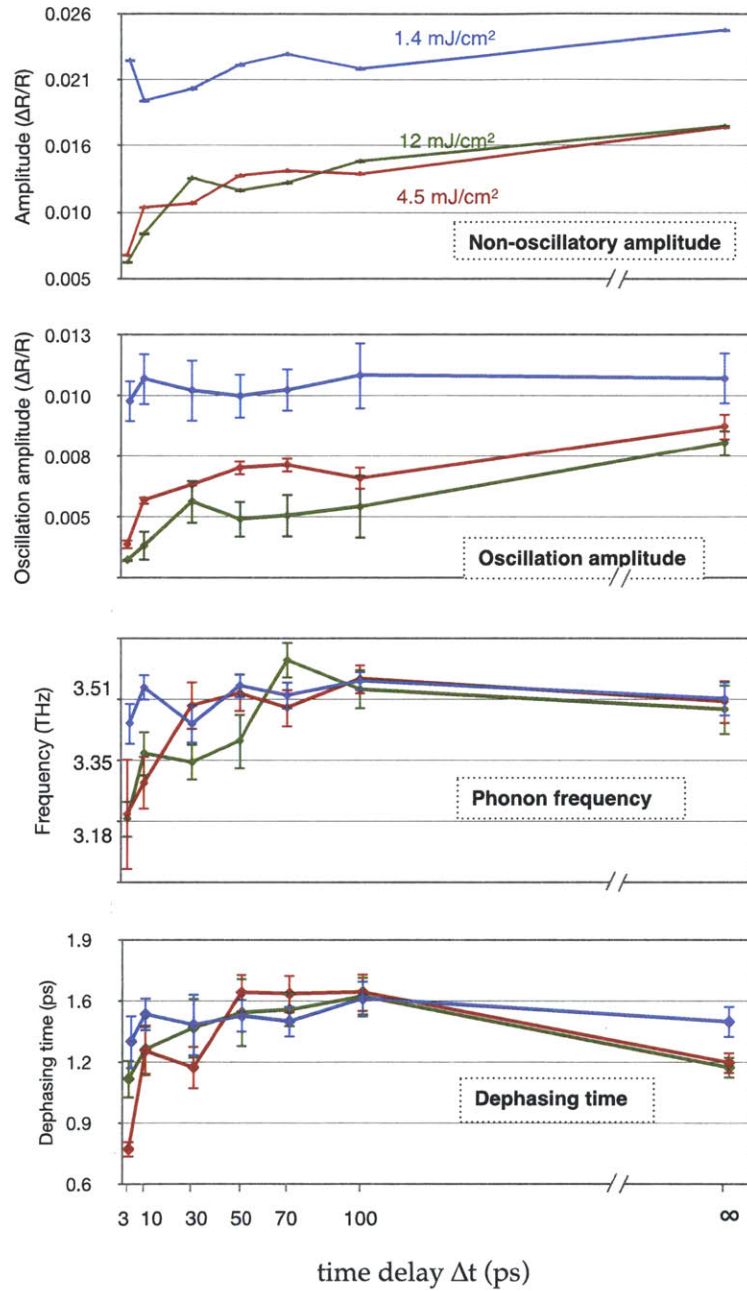 0.026
1.4 mJ/cm²
0.021
0.016
12 mJ/cm²
0.010
4.5 mJ/cm²
0.005
Amplitude (ΔR/R)
Non-oscillatory amplitude
//
0.013
0.010
0.008
0.005
Oscillation amplitude (ΔR/R)
Oscillation amplitude
//
3.51
3.35
3.18
Frequency (THz)
Phonon frequency
//
1.9
1.6
1.2
0.9
0.6
Dephasing time (ps)
Dephasing time
//
3 10 30 50 70 100 ∞
time delay Δt (ps)